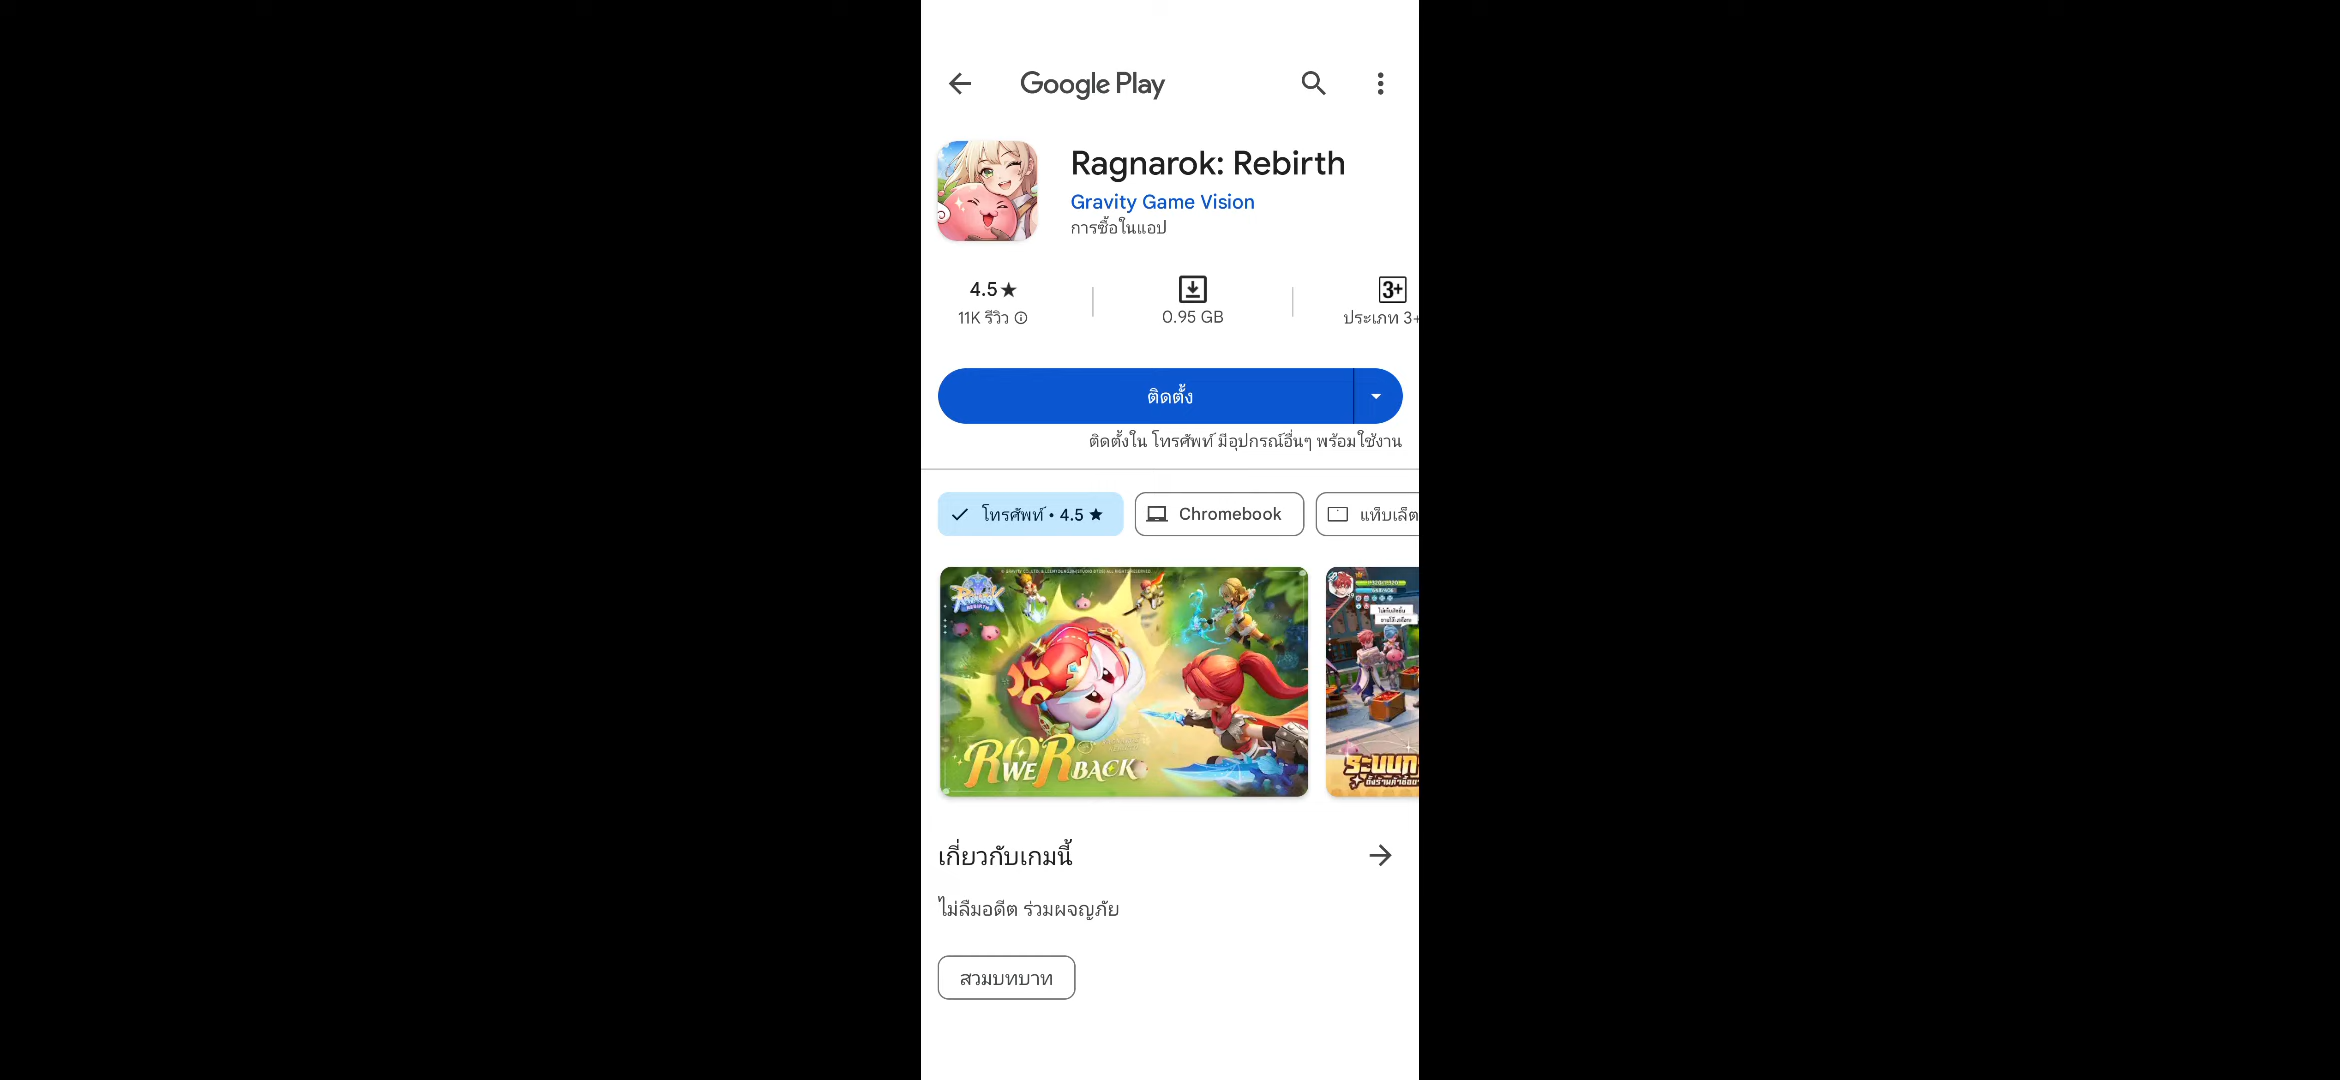 Google Play
Ragnarok: Rebirth
Gravity Game Vision
การซื้อในแอป
4.5★
11K รีวิว
0.95 GB
3+
ประเภท 3+
ติดตั้ง
ติดตั้งใน โทรศัพท์ มีอุปกรณ์อื่นๆ พร้อมใช้งาน
โทรศัพท์ • 4.5 ★
Chromebook
แท็บเล็ต
ROR
WE R BACK
เกี่ยวกับเกมนี้
ไม่ลืมอดีต ร่วมผจญภัย
สวมบทบาท